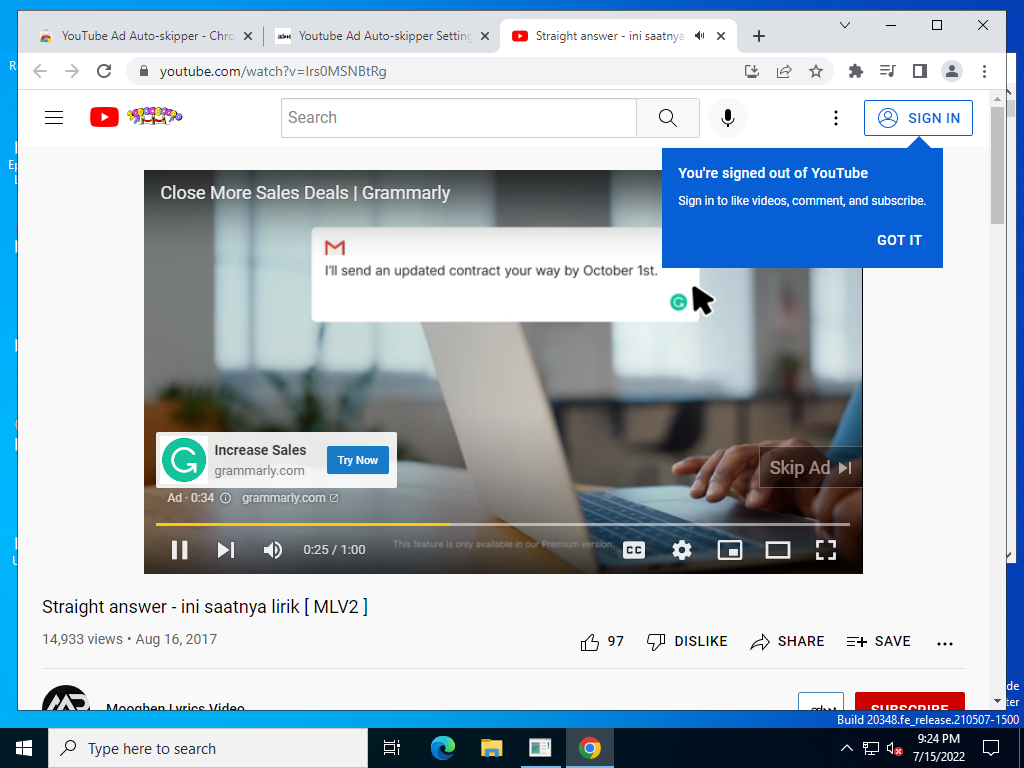 YouTube Ad Auto-skipper - Chro
Youtube Ad Auto-skipper Setting
Straight answer - ini saatnya
youtube.com/watch?v=Irs0MSNBtRg
Search
SIGN IN
You're signed out of YouTube
Sign in to like videos, comment, and subscribe.
GOT IT
Close More Sales Deals | Grammarly
I'll send an updated contract your way by October 1st.
Increase Sales
grammarly.com
Try Now
Skip Ad
Ad · 0:34
grammarly.com
This feature is only available in our Premium version.
0:25 / 1:00
CC
Straight answer - ini saatnya lirik [ MLV2 ]
14,933 views • Aug 16, 2017
97
DISLIKE
SHARE
SAVE
Mooghen Lyrics Video
SUBSCRIBE
Build 20348.fe_release.210507-1500
Type here to search
9:24 PM
7/15/2022